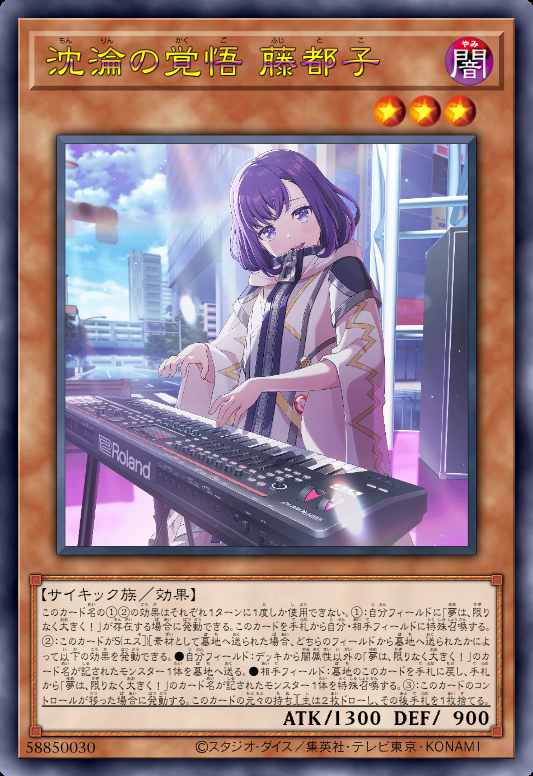 沈淪の覚悟 藤都子
ちんりん かくご ふじ とこ
闇
やみ
Roland
【サイキック族/効果】
このカード名の①②の効果はそれぞれ1ターンに1度しか使用できない。①:自分フィールドに「夢は、限り
なく大きく!」が存在する場合に発動できる。このカードを手札から自分・相手フィールドに特殊召喚する。
②:このカードがS素材として墓地へ送られた場合、どちらのフィールドから墓地へ送られたかによ
って以下の効果を発動できる。●自分フィールド:デッキから闇属性以外の「夢は、限りなく大きく!」のカ
ード名が記されたモンスター1体を墓地へ送る。●相手フィールド:墓地のこのカードを手札に戻し、手札
から「夢は、限りなく大きく!」のカード名が記されたモンスター1体を特殊召喚する。③:このカードのコン
トロールが移った場合に発動する。このカードの元々の持ち主は2枚ドローし、その後手札を1枚捨てる。
ATK/1300 DEF/ 900
58850030
©スタジオ・ダイス/集英社・テレビ東京・KONAMI